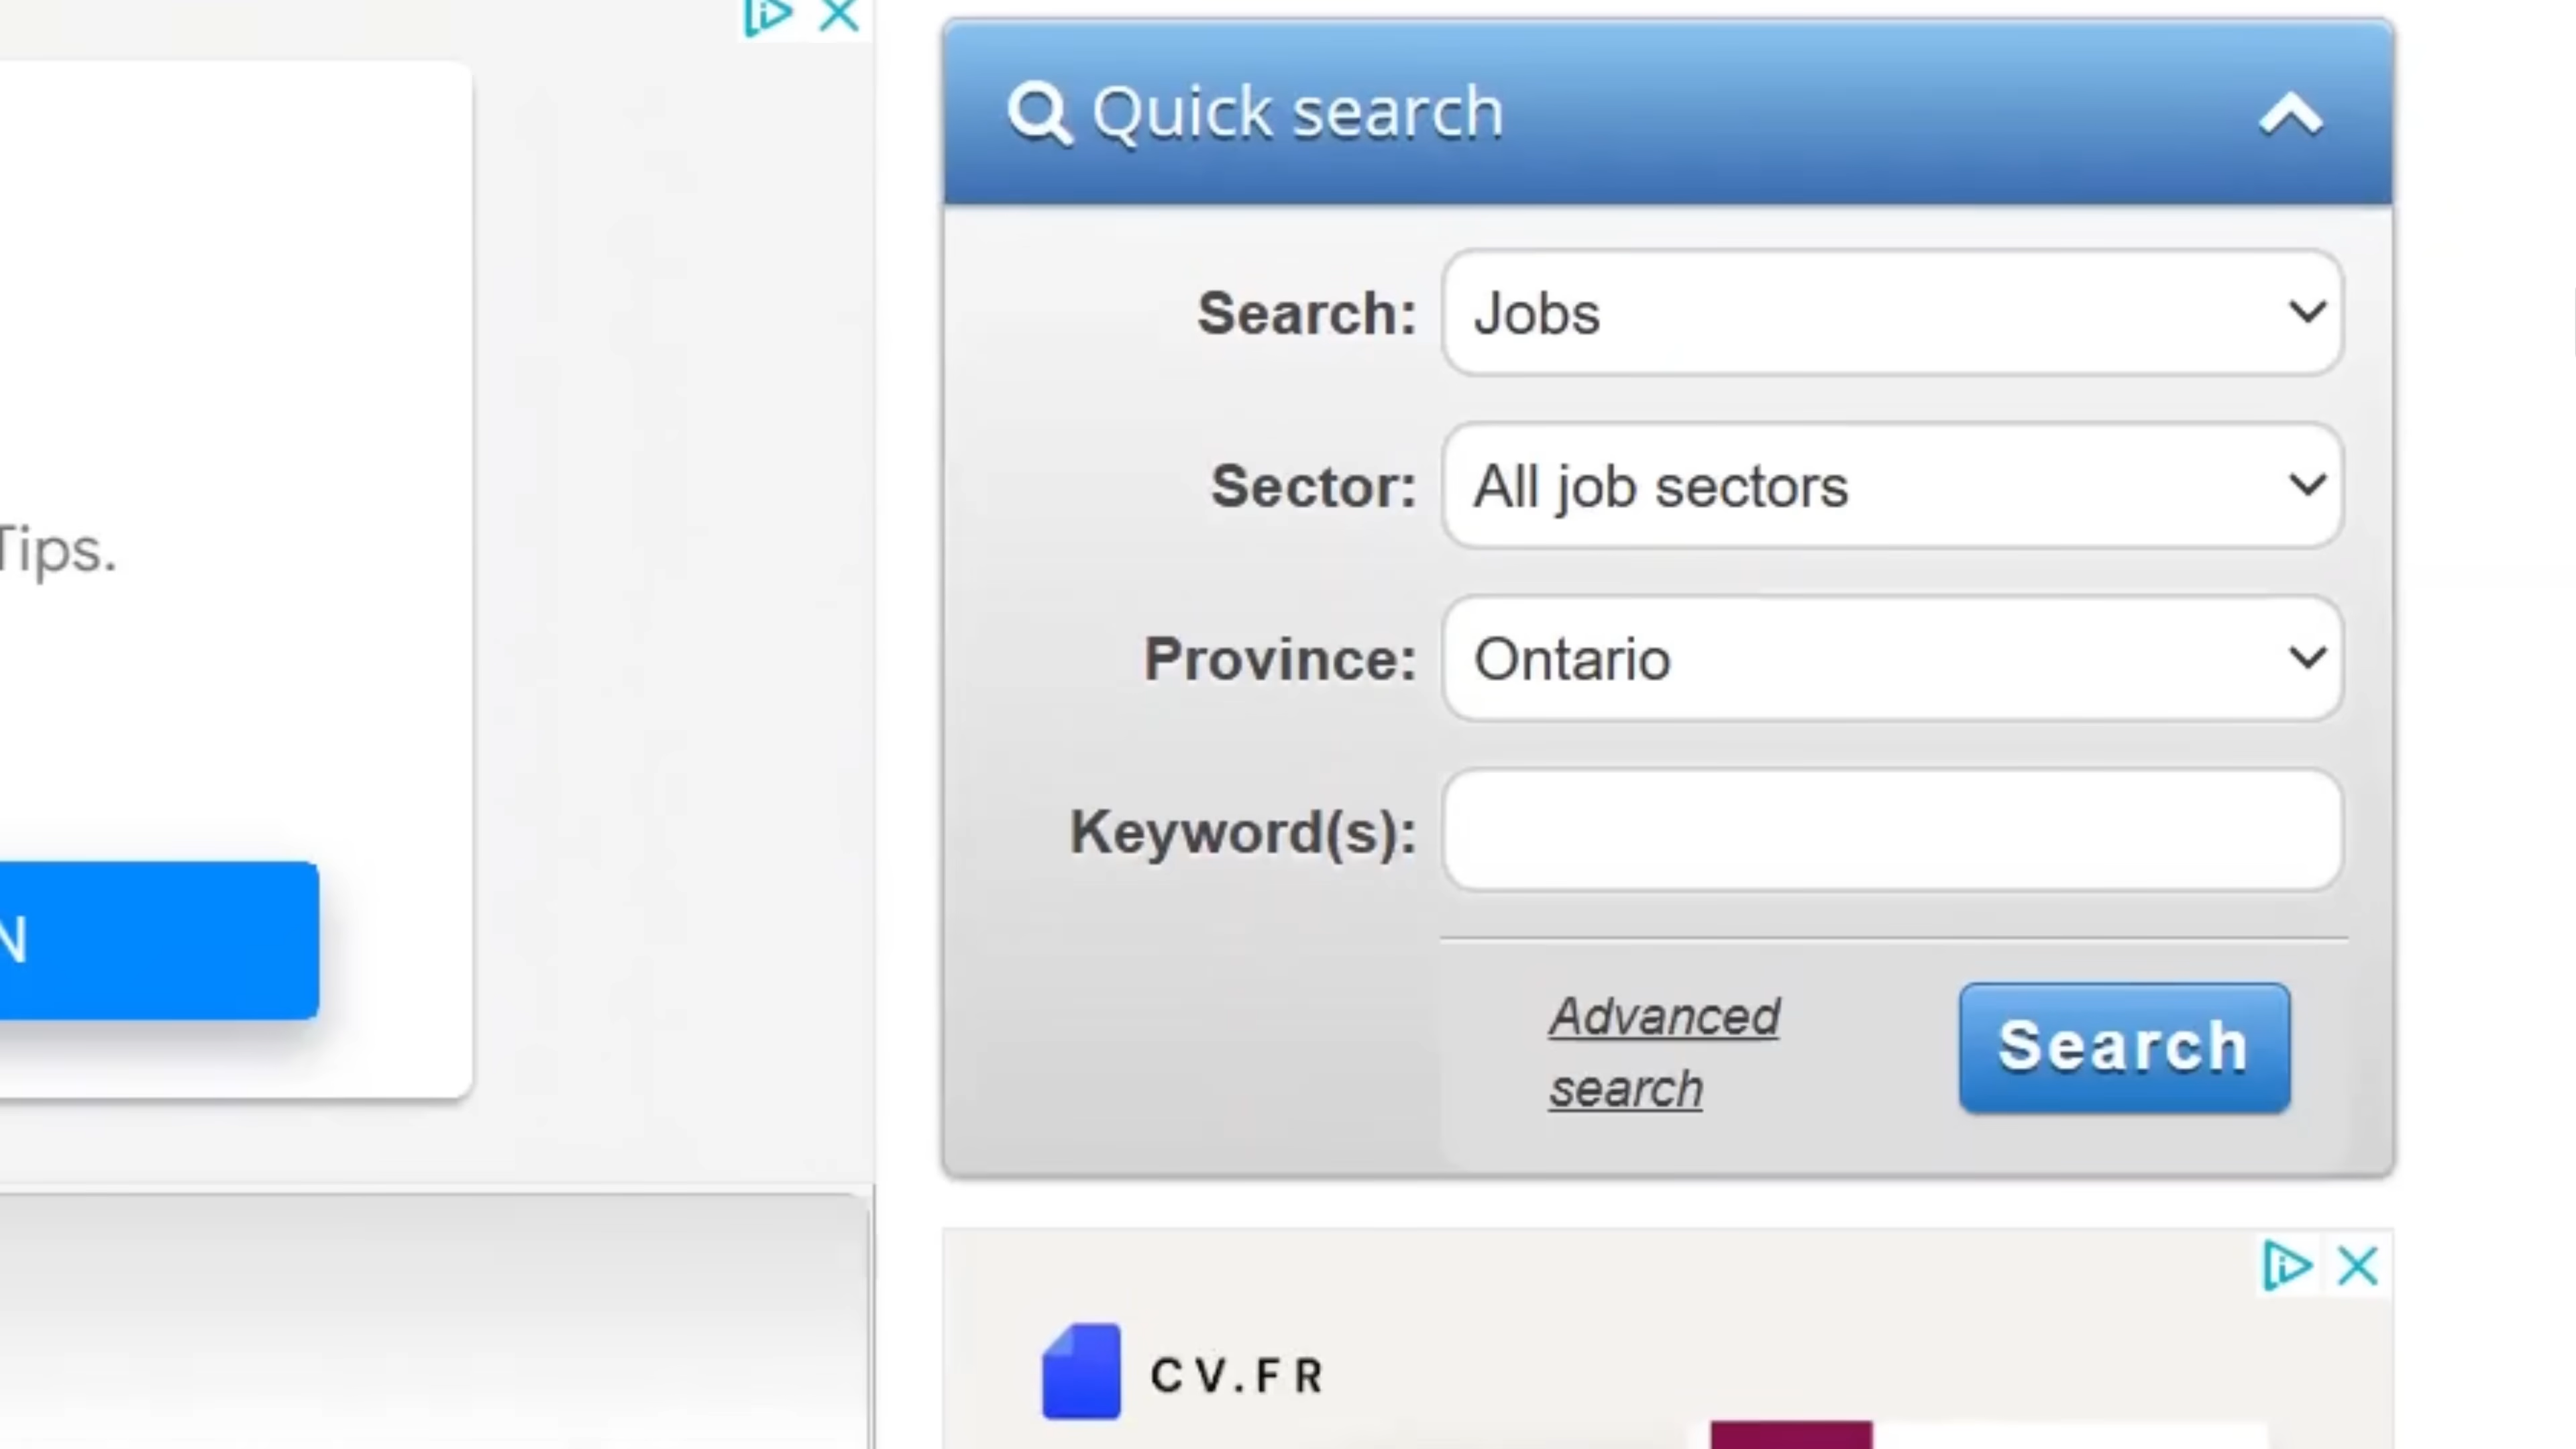 Tips.
N
Quick search
Search: Jobs
Sector: All job sectors
Province: Ontario
Keyword(s):
Advanced
search
Search
CV.FR